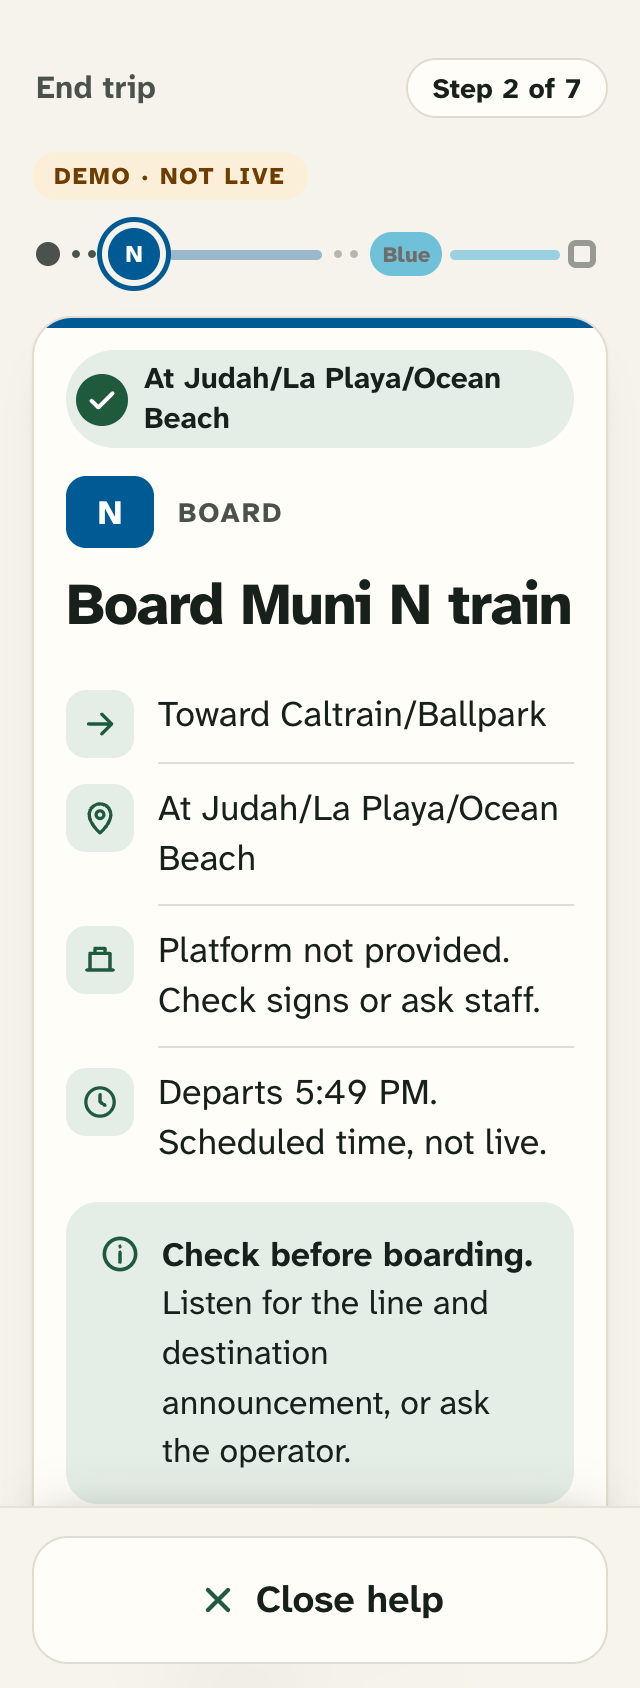 End trip
Step 2 of 7
DEMO · NOT LIVE
N
Blue
At Judah/La Playa/Ocean
Beach
N
BOARD
Board Muni N train
Toward Caltrain/Ballpark
At Judah/La Playa/Ocean
Beach
Platform not provided.
Check signs or ask staff.
Departs 5:49 PM.
Scheduled time, not live.
Check before boarding.
Listen for the line and
destination
announcement, or ask
the operator.
Close help